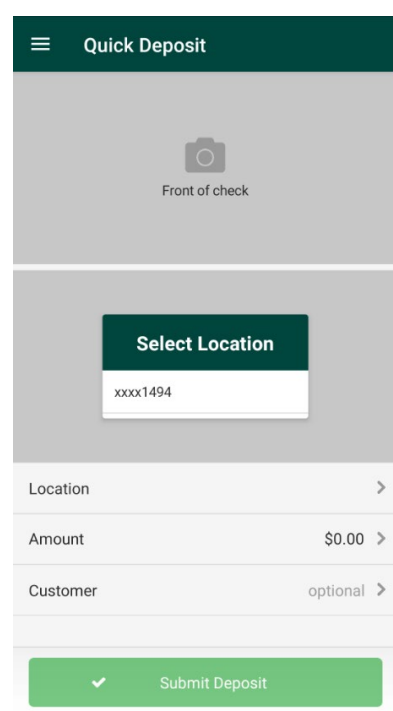 Quick Deposit
Front of check
Select Location
xxxx1494
Location
Amount $0.00
Customer optional
Submit Deposit